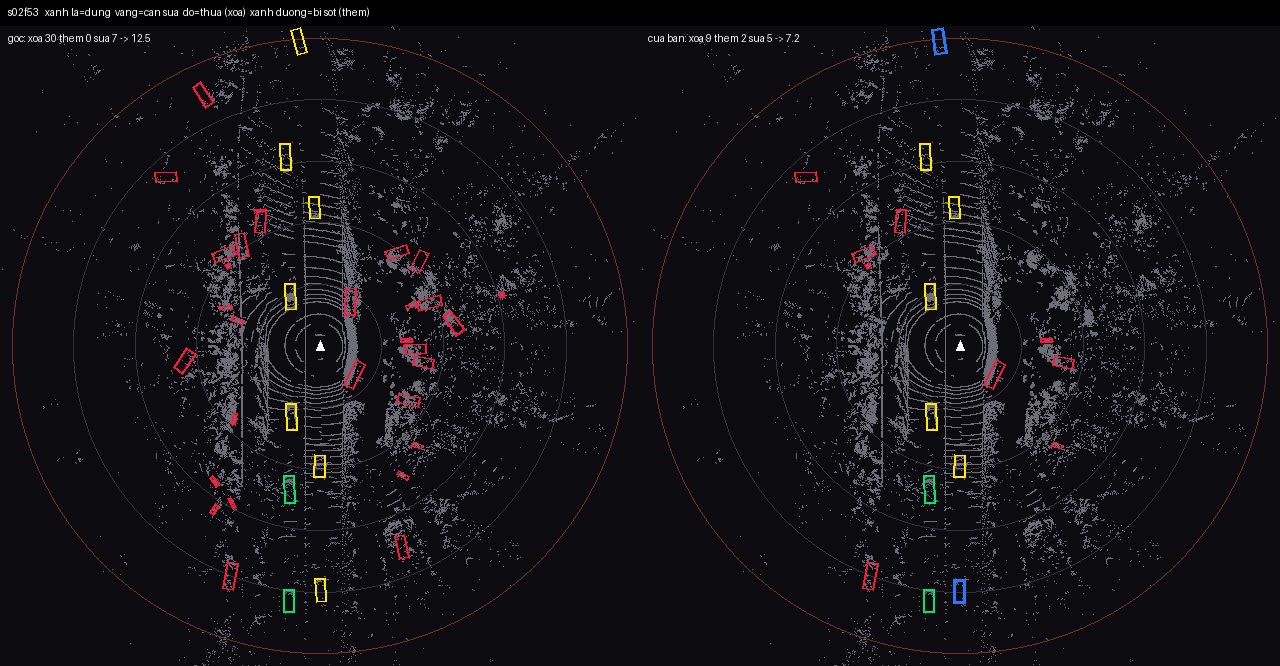 s02f53 xanh la=dung vang=can sua do=thua (xoa) xanh duong=bi sot (them)
goc: xoa 30 them 0 sua 7 -> 12.5
cua ban: xoa 9 them 2 sua 5 -> 7.2